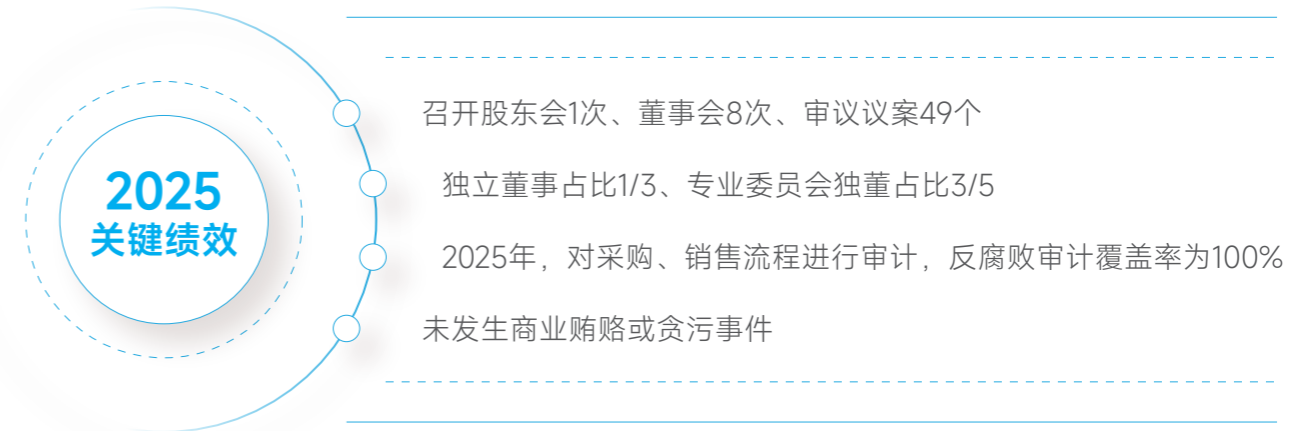 2025
关键绩效
召开股东会1次、董事会8次、审议议案49个
独立董事占比1/3、专业委员会独董占比3/5
2025年，对采购、销售流程进行审计，反腐败审计覆盖率为100%
未发生商业贿赂或贪污事件